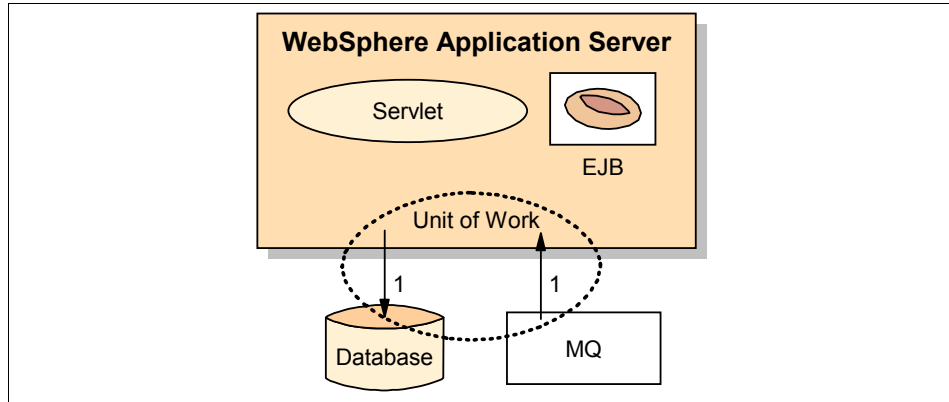 WebSphere Application Server
Servlet
EJB
Unit of Work
1
1
Database
MQ